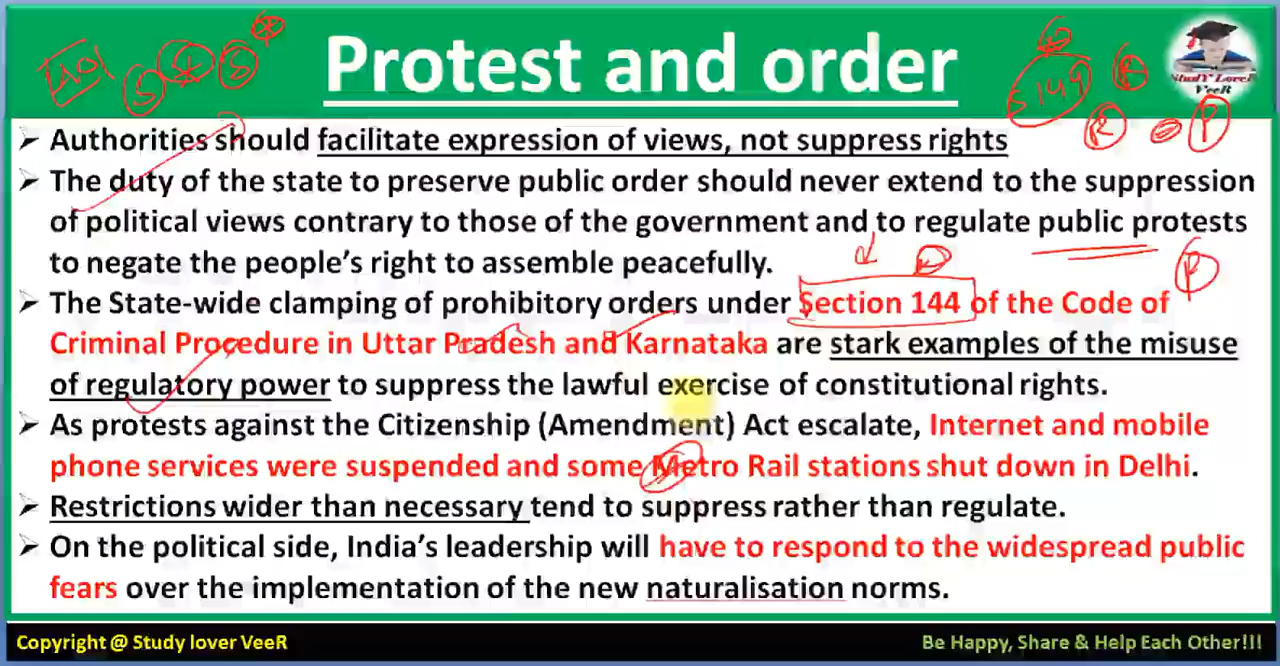 Protest and order
StudY LoveR
VeeR
S 149
➤ Authorities should facilitate expression of views, not suppress rights
➤ The duty of the state to preserve public order should never extend to the suppression
of political views contrary to those of the government and to regulate public protests
to negate the people's right to assemble peacefully.
➤ The State-wide clamping of prohibitory orders under Section 144 of the Code of
Criminal Procedure in Uttar Pradesh and Karnataka are stark examples of the misuse
of regulatory power to suppress the lawful exercise of constitutional rights.
➤ As protests against the Citizenship (Amendment) Act escalate, Internet and mobile
phone services were suspended and some Metro Rail stations shut down in Delhi.
➤ Restrictions wider than necessary tend to suppress rather than regulate.
➤ On the political side, India's leadership will have to respond to the widespread public
fears over the implementation of the new naturalisation norms.
Copyright @ Study lover VeeR
Be Happy, Share & Help Each Other!!!